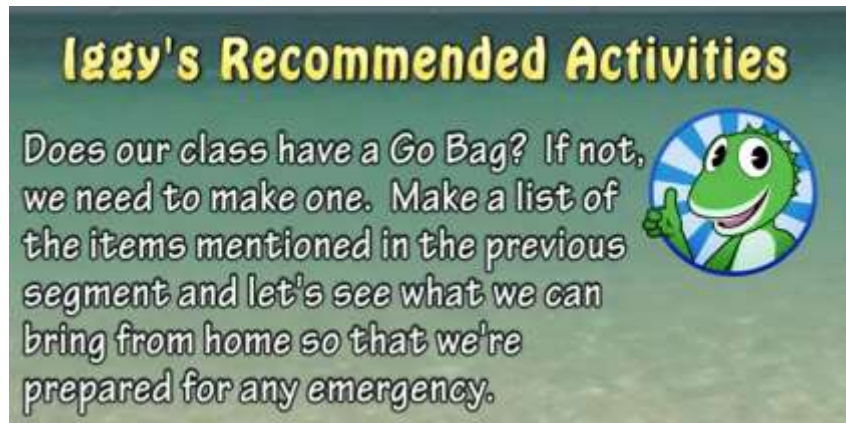 Iggy's Recommended Activities
Does our class have a Go Bag? If not,
we need to make one. Make a list of
the items mentioned in the previous
segment and let's see what we can
bring from home so that we're
prepared for any emergency.